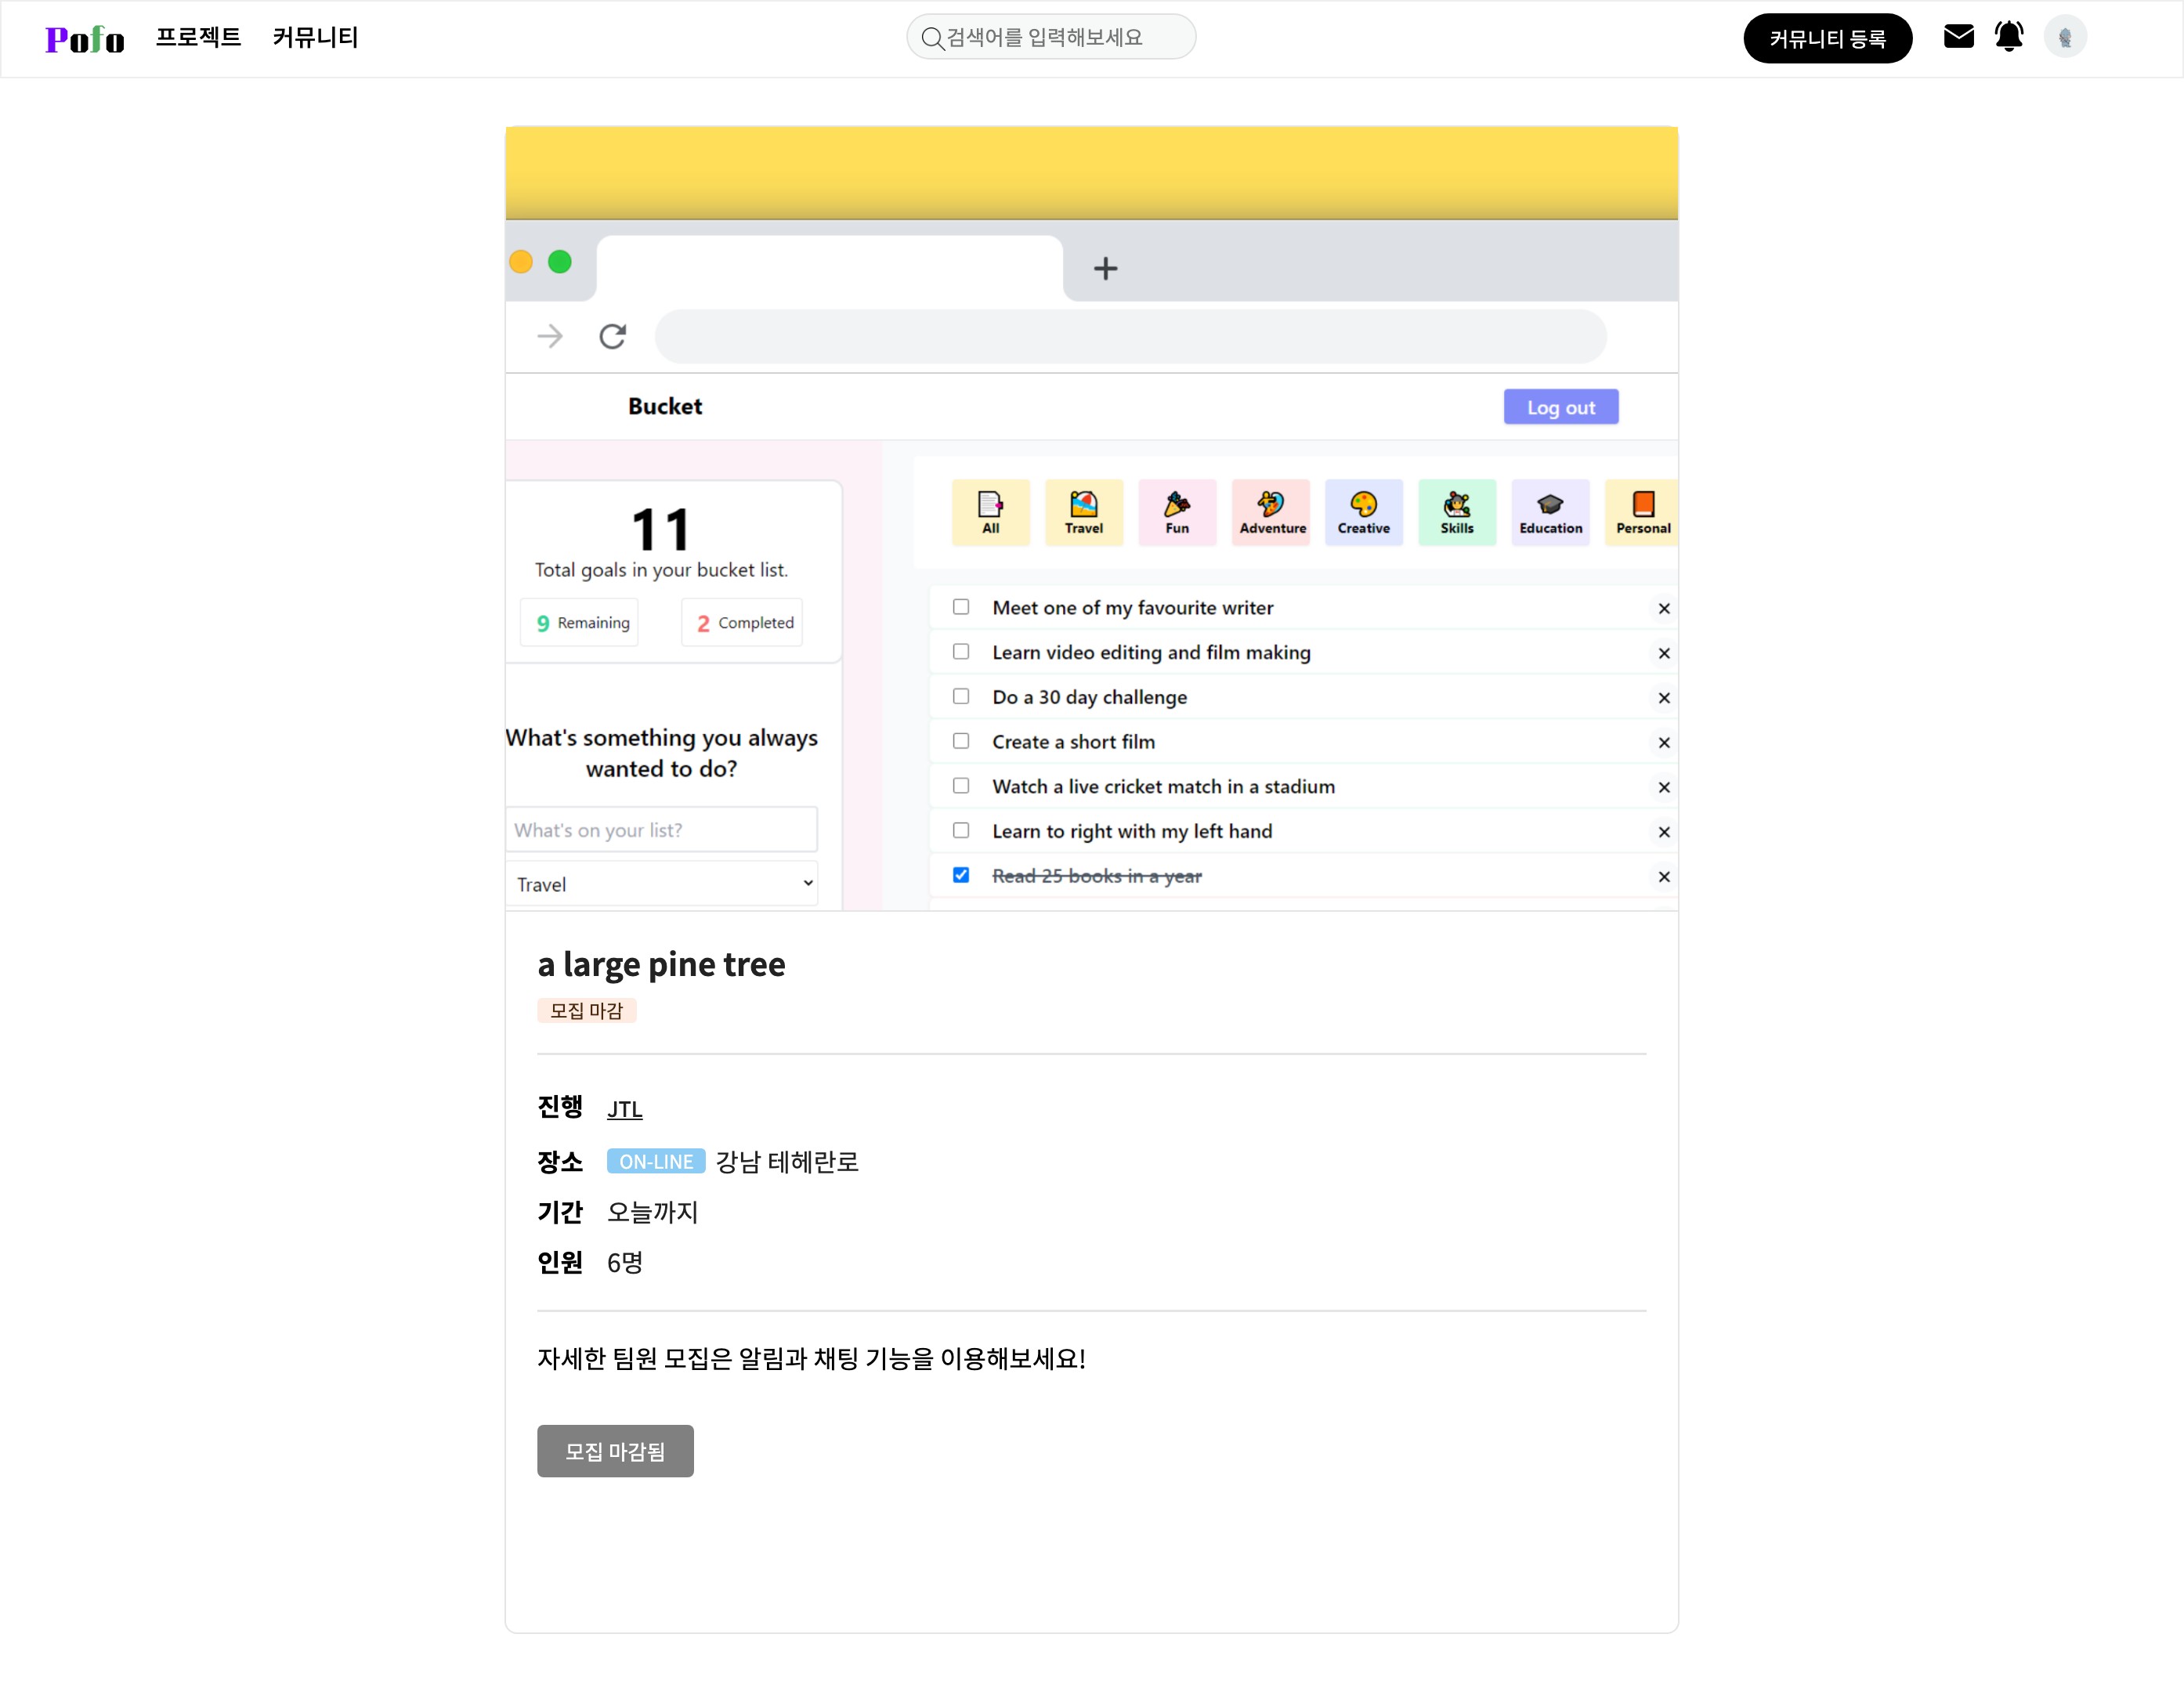 Pofo 프로젝트 커뮤니티 검색어를 입력해보세요 커뮤니티 등록
Bucket Log out
11
Total goals in your bucket list.
9 Remaining 2 Completed
What's something you always
wanted to do?
What's on your list?
Travel
All Travel Fun Adventure Creative Skills Education Personal
Meet one of my favourite writer
Learn video editing and film making
Do a 30 day challenge
Create a short film
Watch a live cricket match in a stadium
Learn to right with my left hand
Read 25 books in a year
a large pine tree
모집 마감
진행 JTL
장소 ON-LINE 강남 테헤란로
기간 오늘까지
인원 6명
자세한 팀원 모집은 알림과 채팅 기능을 이용해보세요!
모집 마감됨